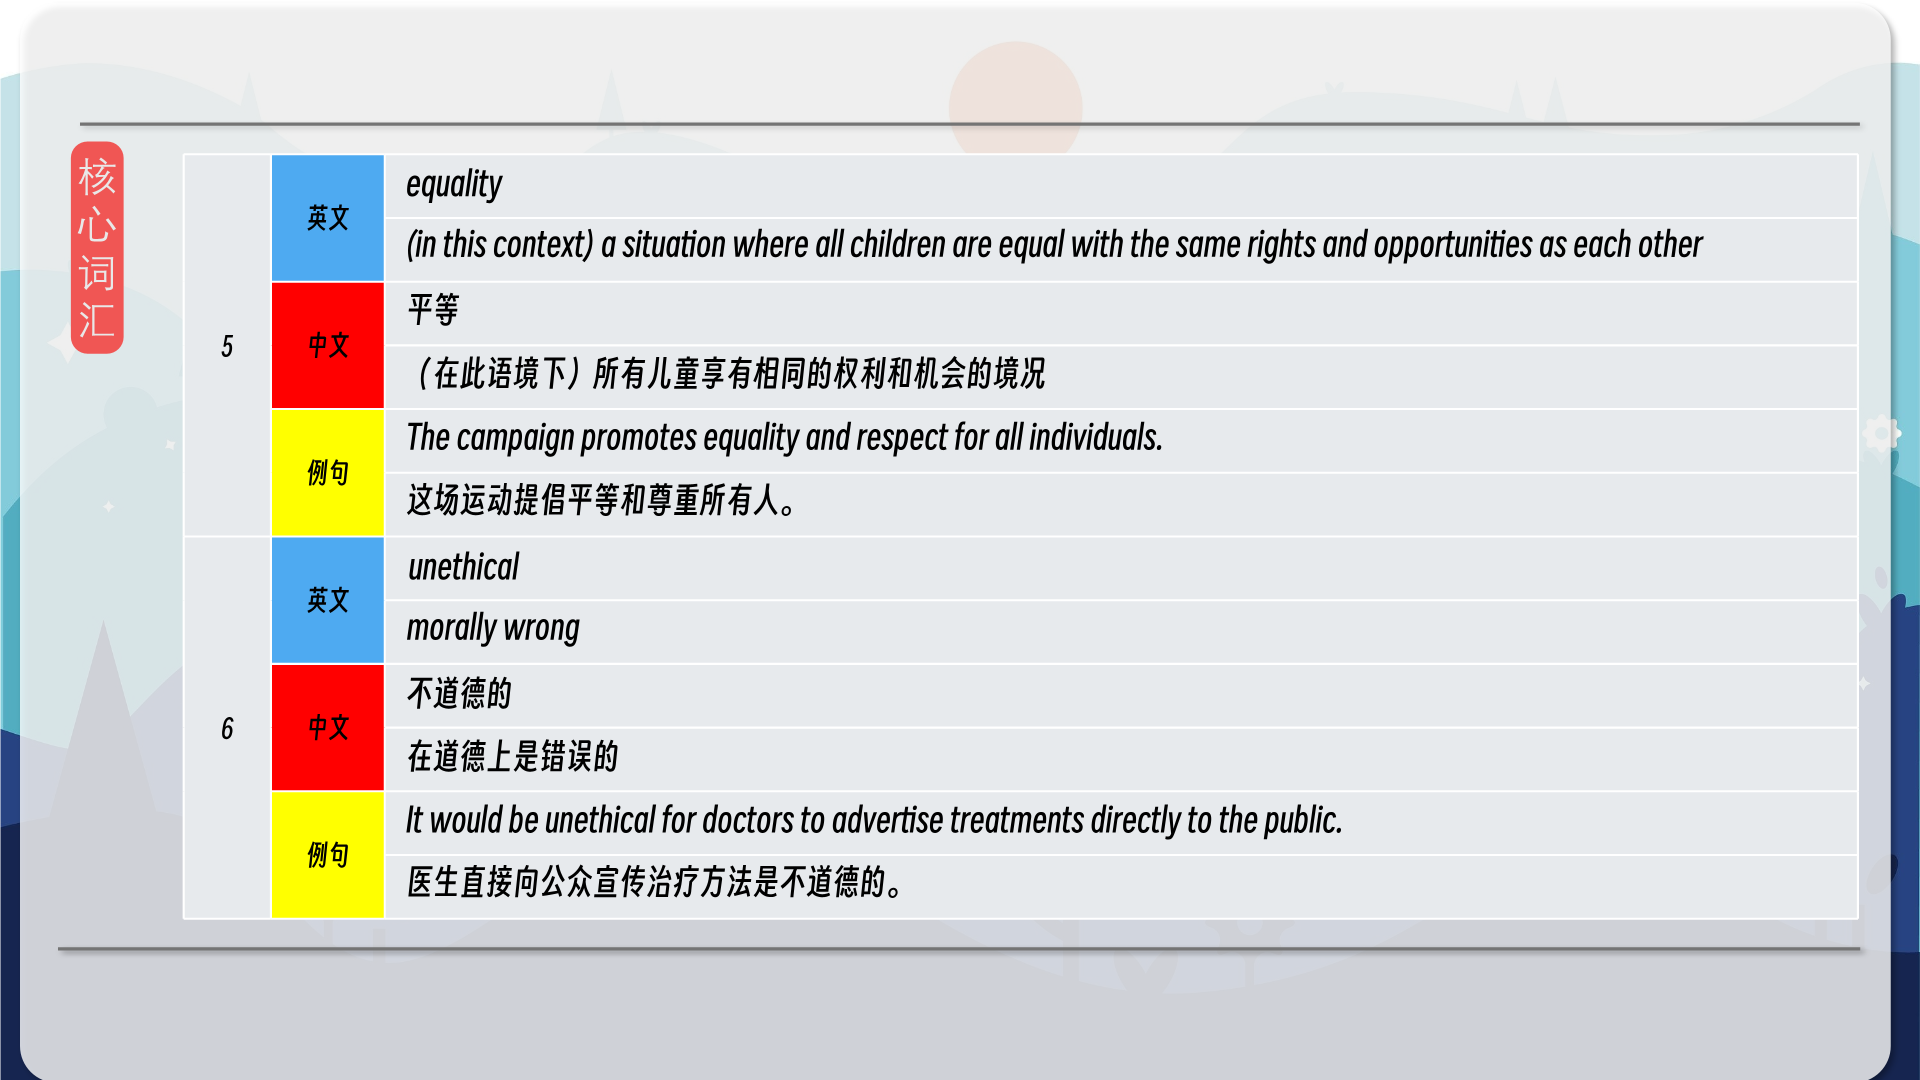 核
心
词
汇
5
英文
equality
(in this context) a situation where all children are equal with the same rights and opportunities as each other
中文
平等
（在此语境下）所有儿童享有相同的权利和机会的境况
例句
The campaign promotes equality and respect for all individuals.
这场运动提倡平等和尊重所有人。
6
英文
unethical
morally wrong
中文
不道德的
在道德上是错误的
例句
It would be unethical for doctors to advertise treatments directly to the public.
医生直接向公众宣传治疗方法是不道德的。